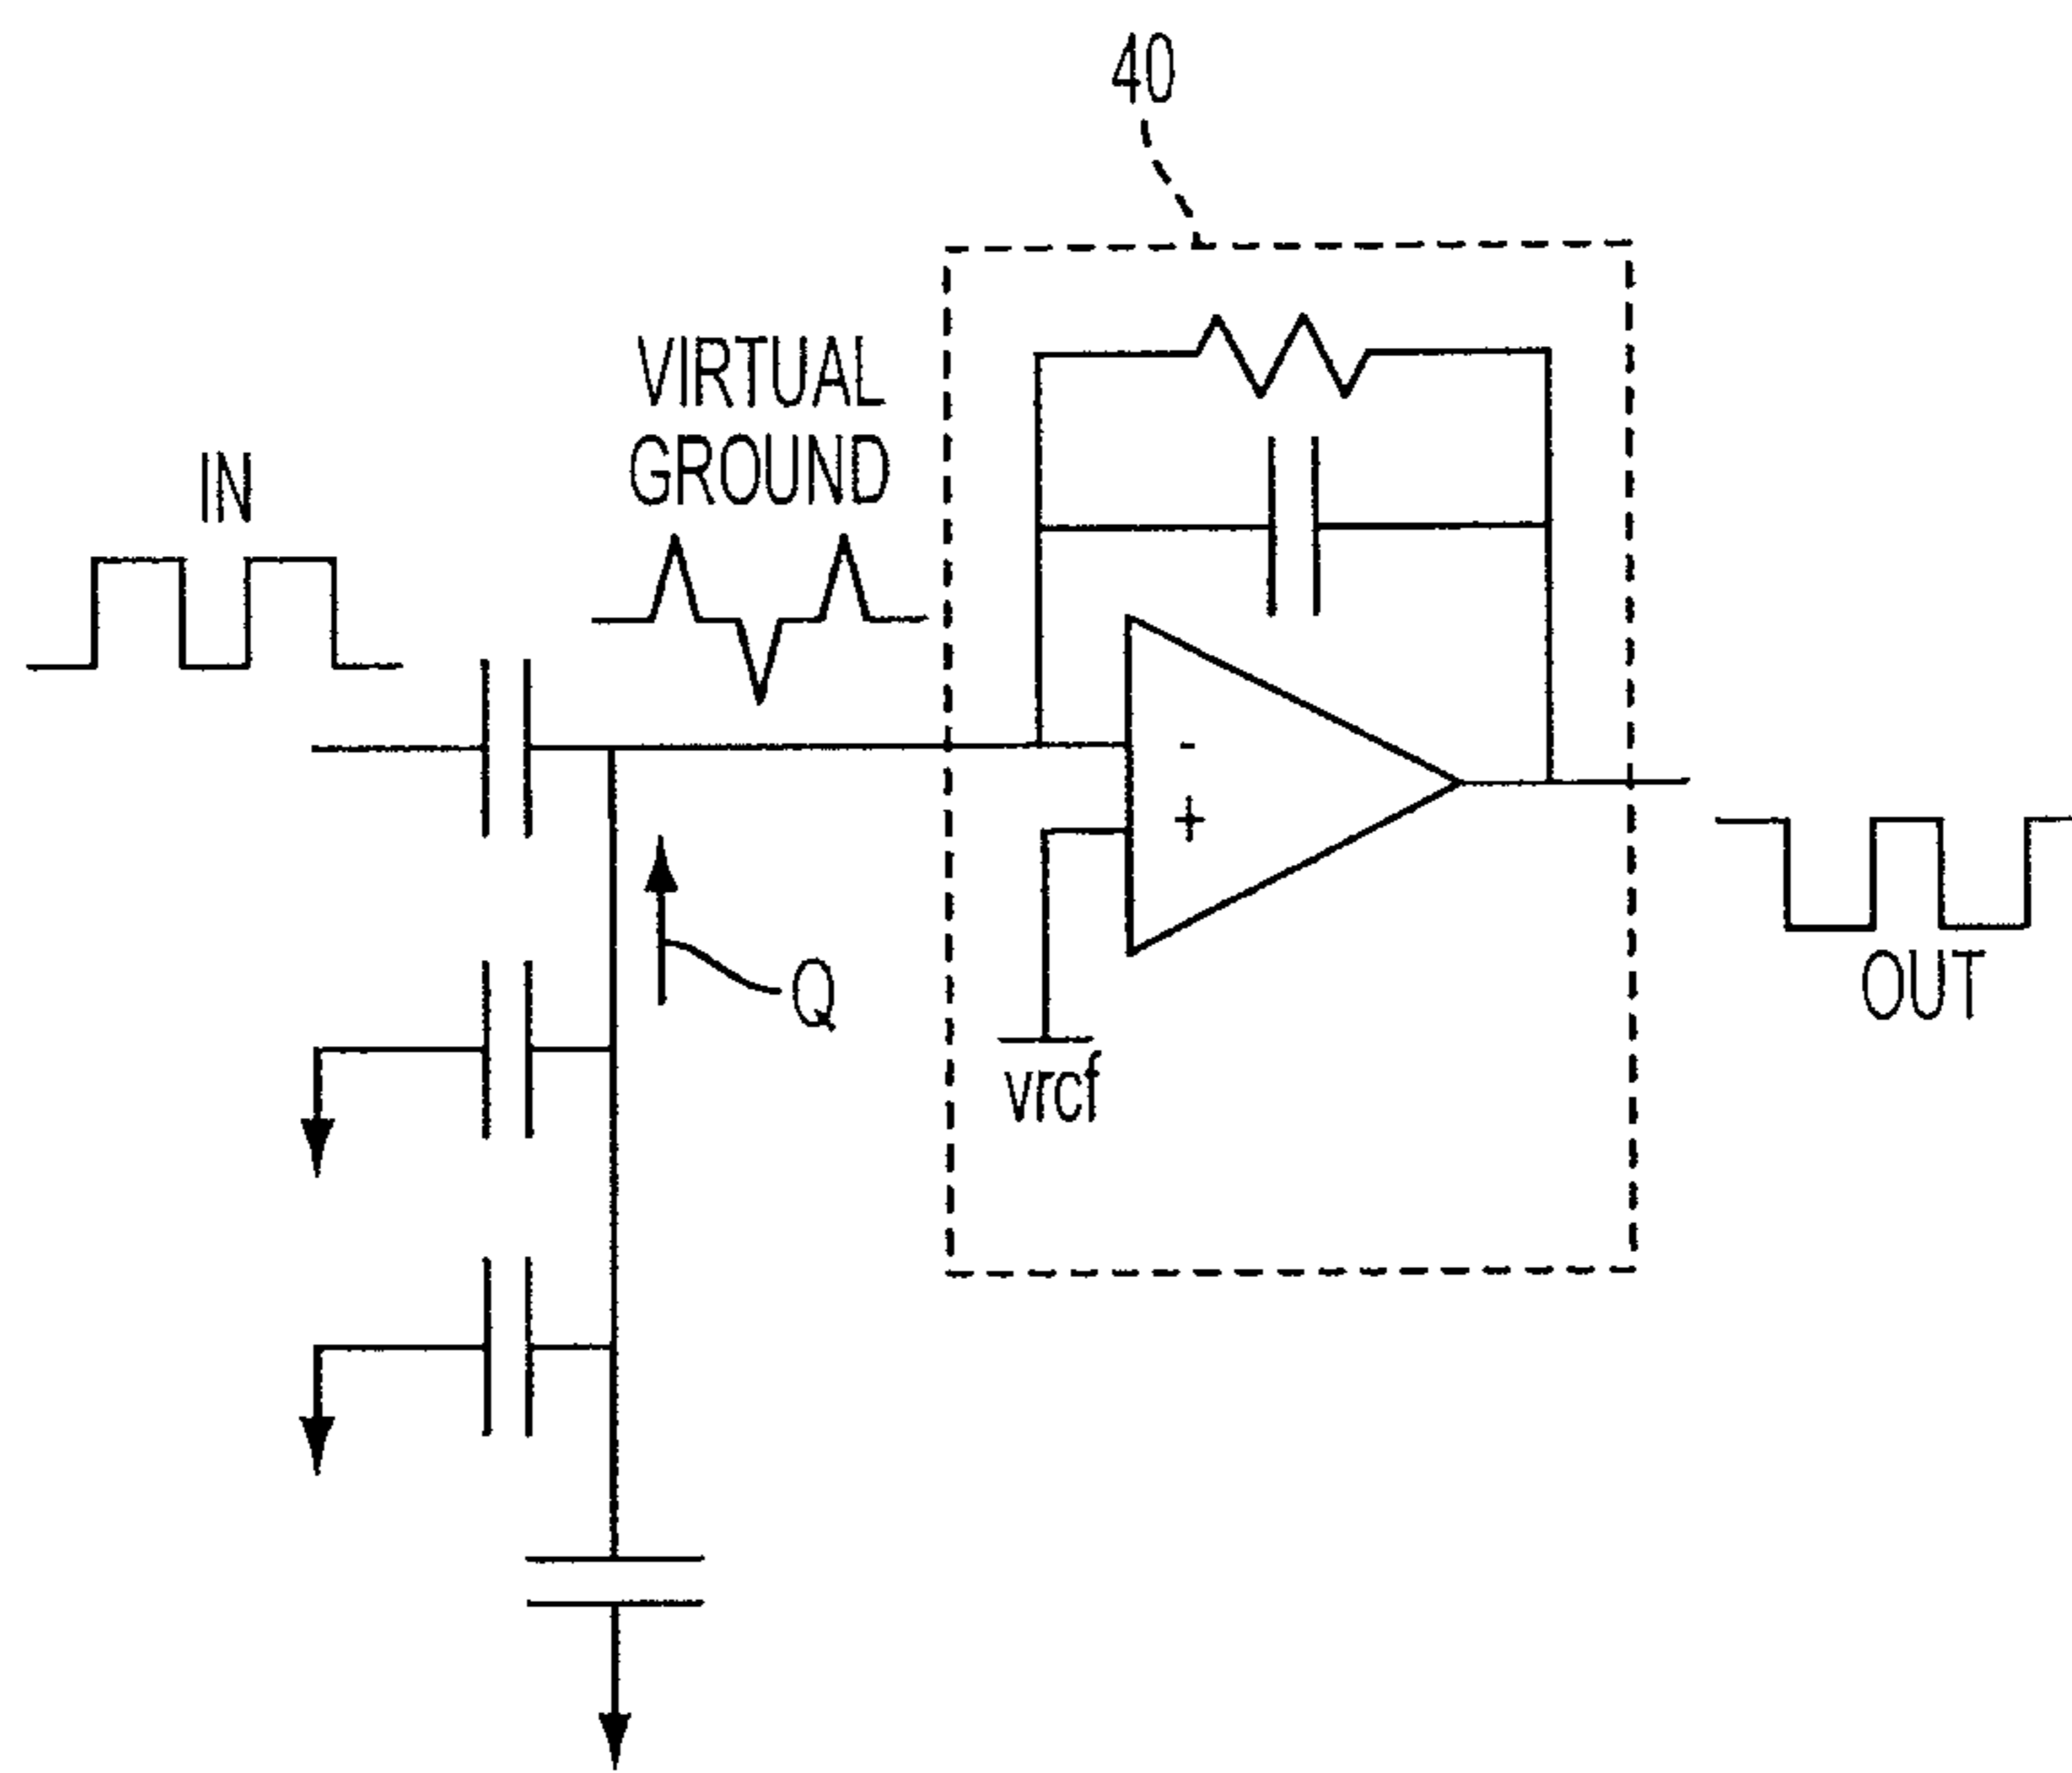 40
VIRTUAL
GROUND
IN
-
+
Q
vrcf
OUT